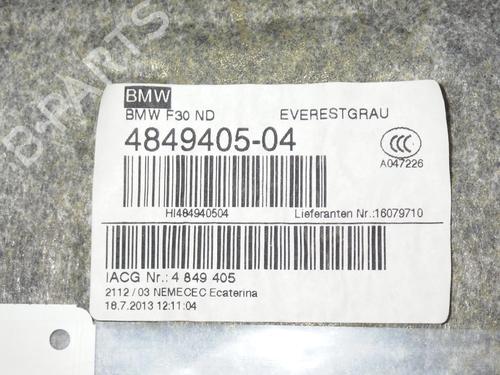 BMW
BMW F30 ND EVERESTGRAU
4849405-04
CCC
A047226
HI484940504 Lieferanten Nr.:16079710
IACG Nr.: 4 849 405
2112 / 03 NEMECEC Ecaterina
18.7.2013 12:11:04
B-PARTS